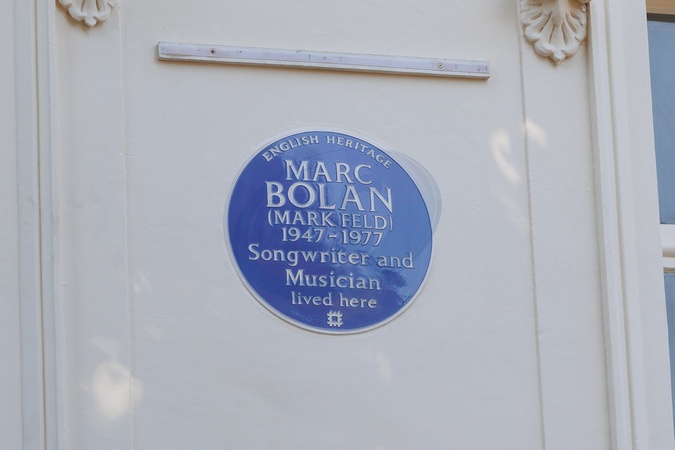 ENGLISH HERITAGE
MARC
BOLAN
(MARK FELD)
1947-1977
Songwriter and
Musician
lived here